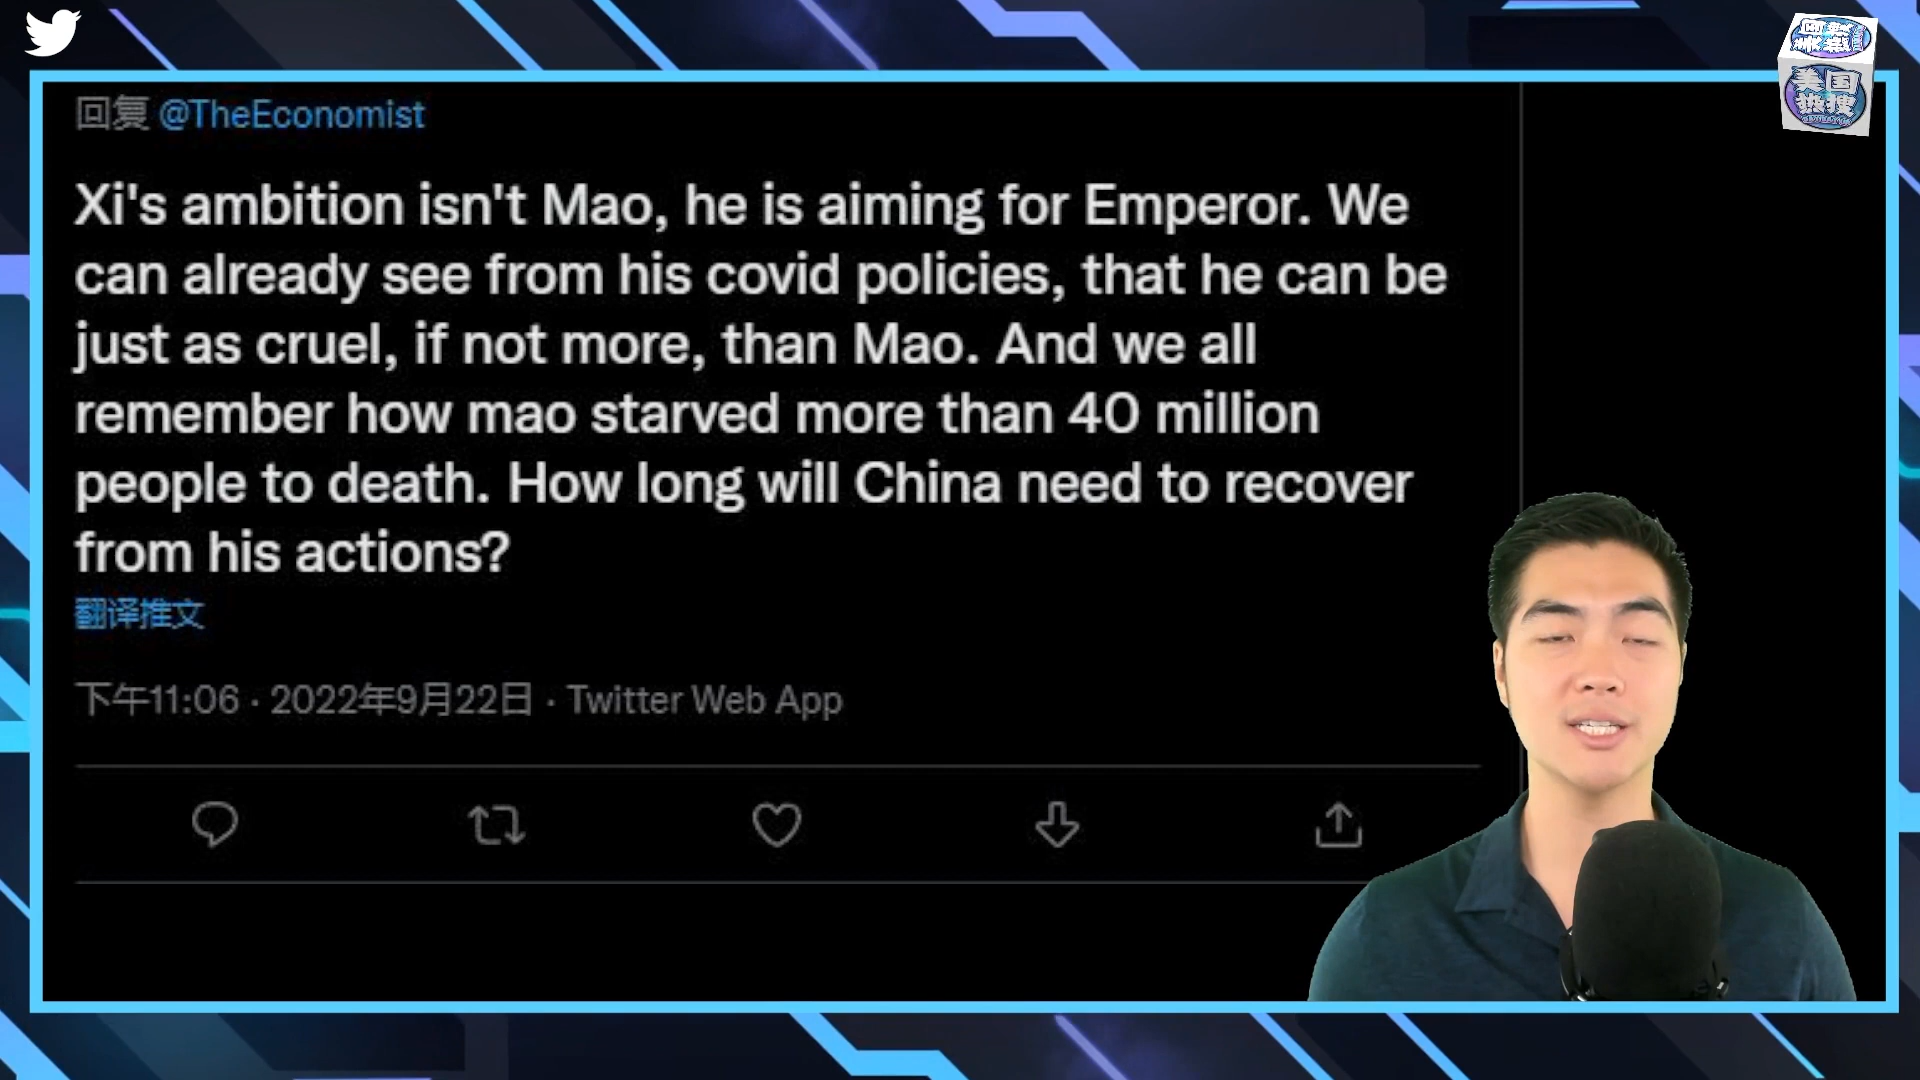 回复 @TheEconomist
美国
热搜
Xi's ambition isn't Mao, he is aiming for Emperor. We
can already see from his covid policies, that he can be
just as cruel, if not more, than Mao. And we all
remember how mao starved more than 40 million
people to death. How long will China need to recover
from his actions?
翻译推文
下午11:06 · 2022年9月22日 · Twitter Web App